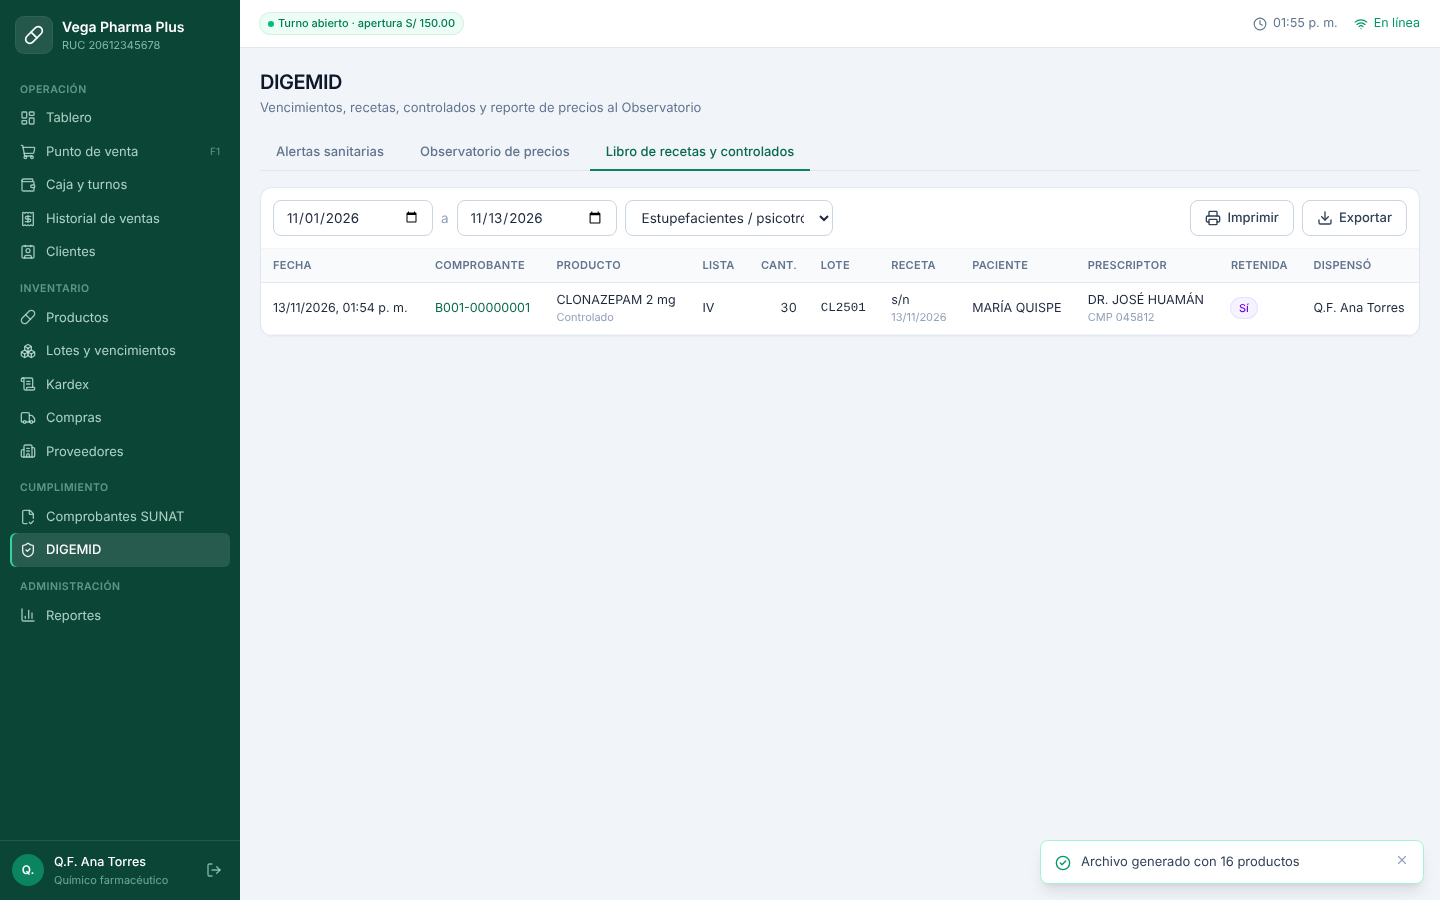 Vega Pharma Plus
RUC 20612345678
OPERACIÓN
Tablero
Punto de venta F1
Caja y turnos
Historial de ventas
Clientes
INVENTARIO
Productos
Lotes y vencimientos
Kardex
Compras
Proveedores
CUMPLIMIENTO
Comprobantes SUNAT
DIGEMID
ADMINISTRACIÓN
Reportes
Q.
Q.F. Ana Torres
Químico farmacéutico
Turno abierto · apertura S/ 150.00
01:55 p. m.
En línea
DIGEMID
Vencimientos, recetas, controlados y reporte de precios al Observatorio
Alertas sanitarias Observatorio de precios Libro de recetas y controlados
11/01/2026 a 11/13/2026 Estupefacientes / psicotro Imprimir Exportar
FECHA COMPROBANTE PRODUCTO LISTA CANT. LOTE RECETA PACIENTE PRESCRIPTOR RETENIDA DISPENSÓ
13/11/2026, 01:54 p. m. B001-00000001 CLONAZEPAM 2 mg IV 30 CL2501 s/n MARÍA QUISPE DR. JOSÉ HUAMÁN Sí Q.F. Ana Torres
Controlado 13/11/2026 CMP 045812
Archivo generado con 16 productos